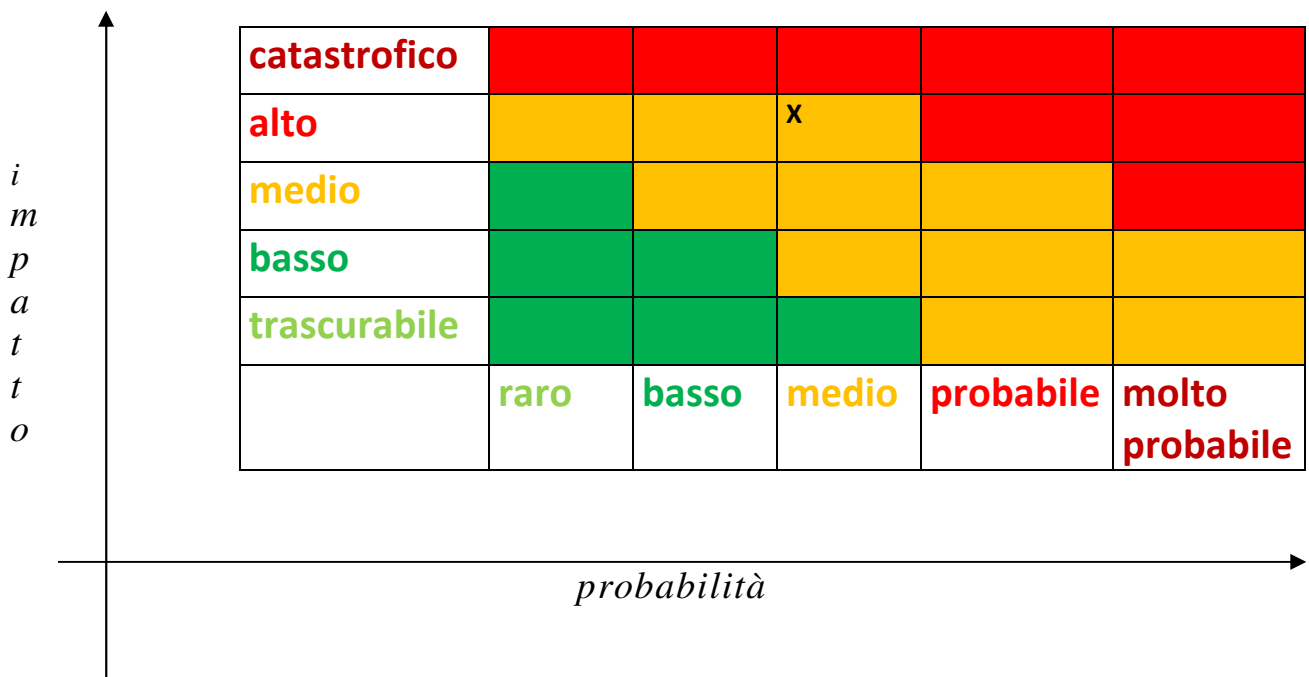 catastrofico
alto x
medio
basso
trascurabile
raro basso medio probabile molto
probabile
i
m
p
a
t
t
o
probabilità